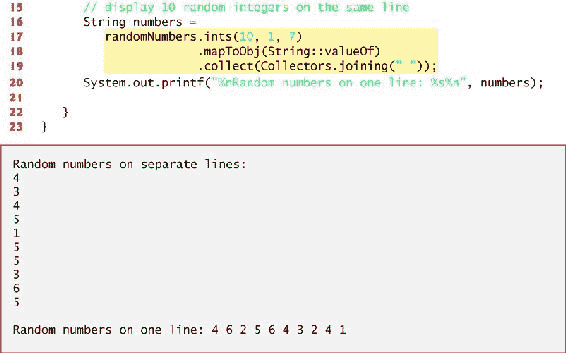 15 // display 10 random integers on the same line
16 String numbers =
17 randomNumbers.ints(10, 1, 7)
18 .mapToObj(String::valueOf)
19 .collect(Collectors.joining(" "));
20 System.out.printf("%nRandom numbers on one line: %s%n", numbers);
21
22 }
23 }
Random numbers on separate lines:
4
3
4
5
1
5
5
3
6
5
Random numbers on one line: 4 6 2 5 6 4 3 2 4 1